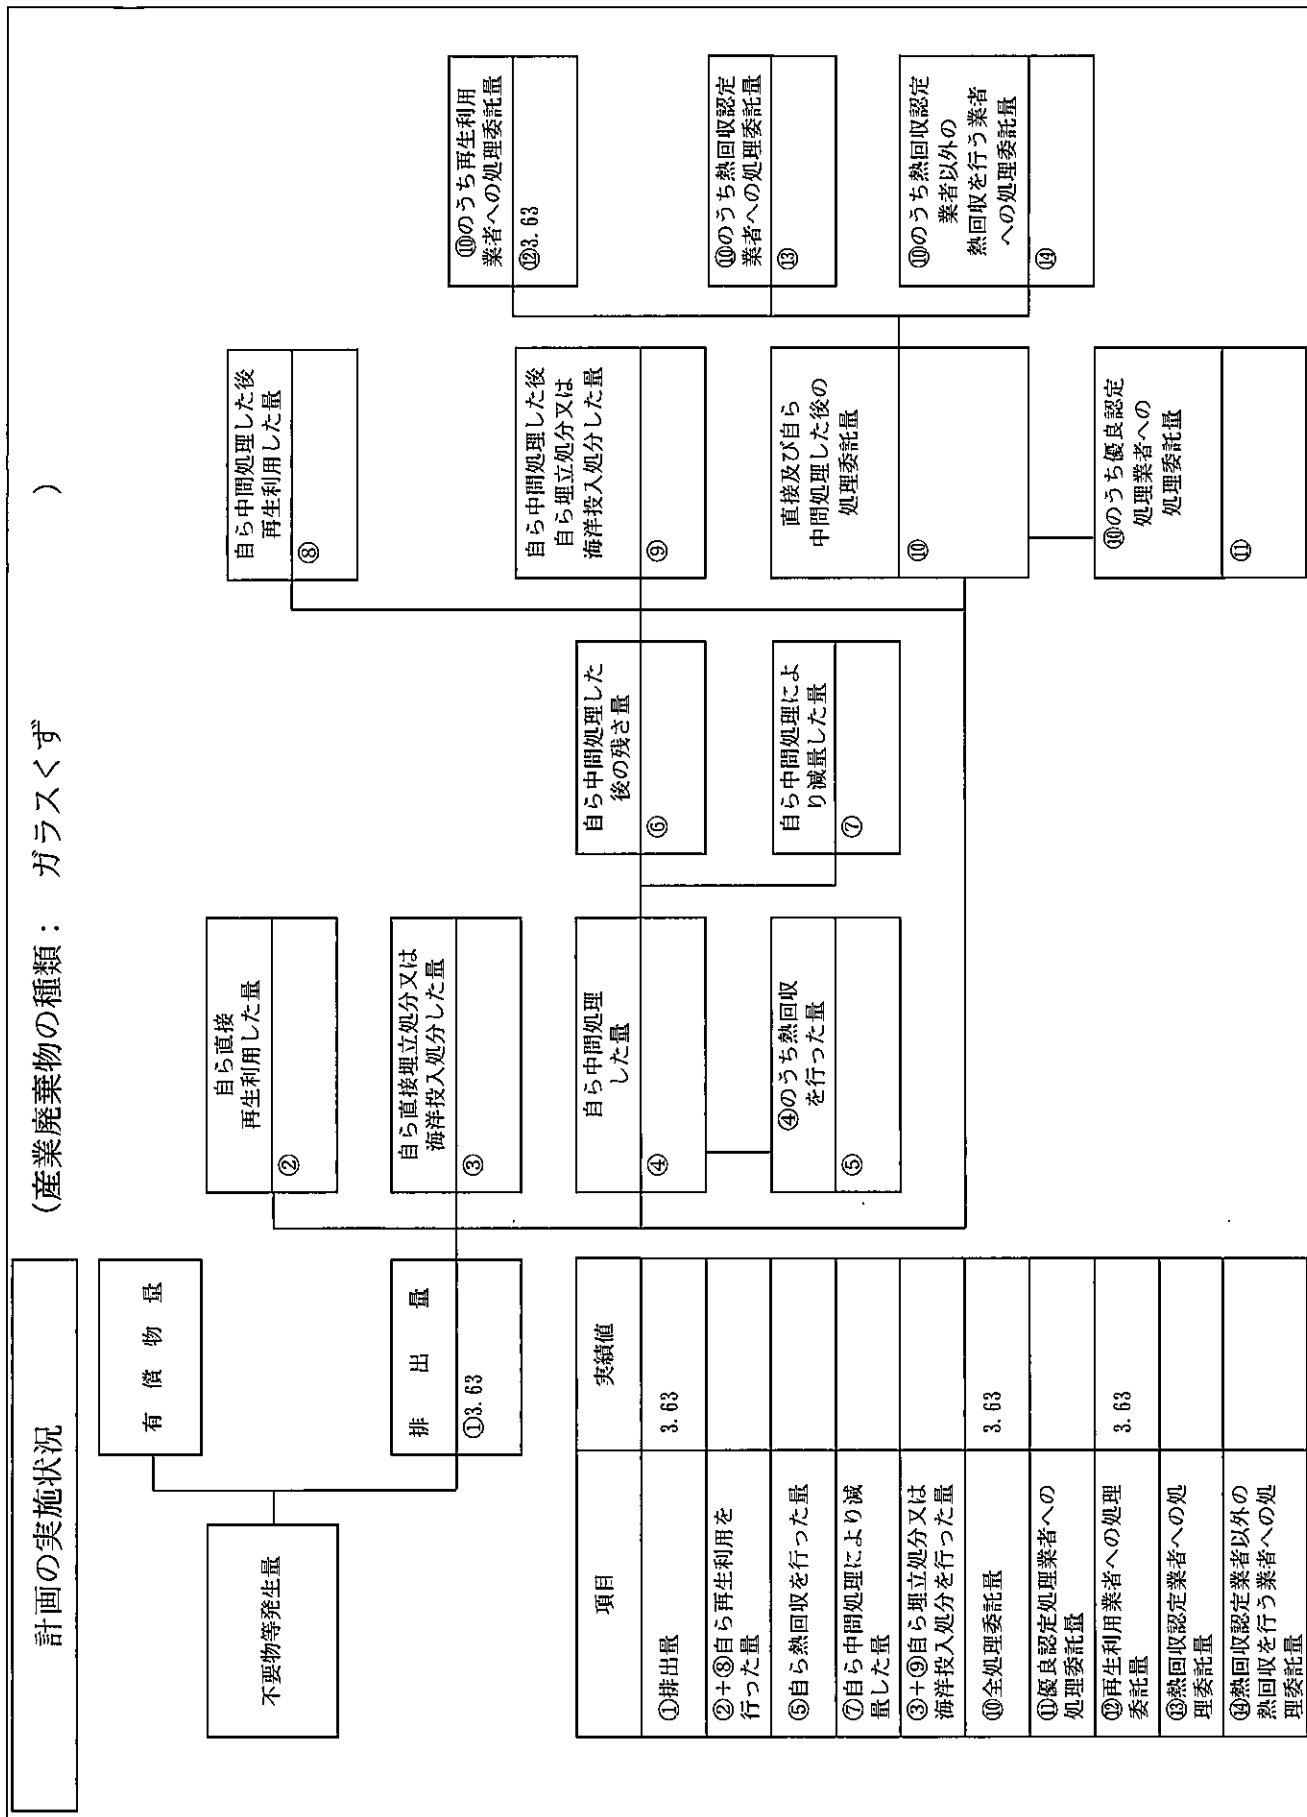 計画の実施状況
(産業廃棄物の種類： ガラスくず )
不要物等発生量
有償物量
排出量
①3.63
自ら直接
再生利用した量
②
自ら直接埋立処分又は
海洋投入処分した量
③
自ら中間処理
した量
④
④のうち熱回収
を行った量
⑤
自ら中間処理した
後の残さ量
⑥
自ら中間処理によ
り減量した量
⑦
自ら中間処理した後
再生利用した量
⑧
自ら中間処理した後
自ら埋立処分又は
海洋投入処分した量
⑨
直接及び自ら
中間処理した後の
処理委託量
⑩
⑩のうち優良認定
処理業者への
処理委託量
⑪
⑩のうち再生利用
業者への処理委託量
⑫3.63
⑩のうち熱回収認定
業者への処理委託量
⑬
⑩のうち熱回収認定
業者以外の
熱回収を行う業者
への処理委託量
⑭
項目 実績値
①排出量 3.63
②+⑧自ら再生利用を
行った量
⑤自ら熱回収を行った量
⑦自ら中間処理により減
量した量
③+⑨自ら埋立処分又は
海洋投入処分を行った量
⑩全処理委託量 3.63
⑪優良認定処理業者への
処理委託量
⑫再生利用業者への処理
委託量 3.63
⑬熱回収認定業者への処
理委託量
⑭熱回収認定業者以外の
熱回収を行う業者への処
理委託量